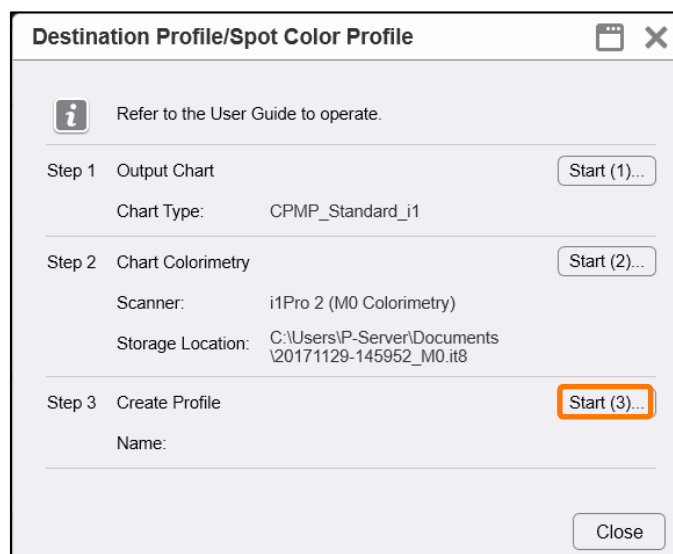 Destination Profile/Spot Color Profile
Refer to the User Guide to operate.
Step 1 Output Chart Start (1)...
Chart Type: CPMP_Standard_i1
Step 2 Chart Colorimetry Start (2)...
Scanner: i1Pro 2 (M0 Colorimetry)
Storage Location: C:\Users\P-Server\Documents
\20171129-145952_M0.it8
Step 3 Create Profile Start (3)...
Name:
Close